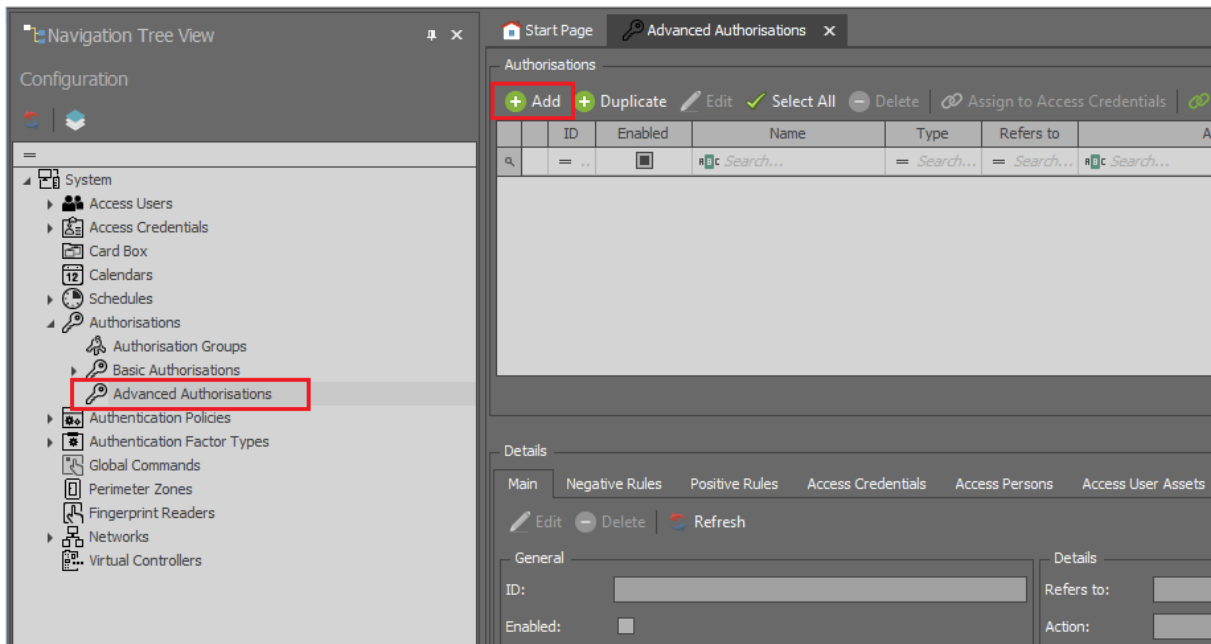 Navigation Tree View
Configuration
=
System
Access Users
Access Credentials
Card Box
12 Calendars
Schedules
Authorisations
Authorisation Groups
Basic Authorisations
Advanced Authorisations
Authentication Policies
Authentication Factor Types
Global Commands
Perimeter Zones
Fingerprint Readers
Networks
Virtual Controllers
Start Page Advanced Authorisations
Authorisations
Add Duplicate Edit Select All Delete Assign to Access Credentials
ID Enabled Name Type Refers to A
= .. ABC Search... = Search... = Search... ABC Search...
Details
Main Negative Rules Positive Rules Access Credentials Access Persons Access User Assets
Edit Delete Refresh
General Details
ID: Refers to:
Enabled: Action: